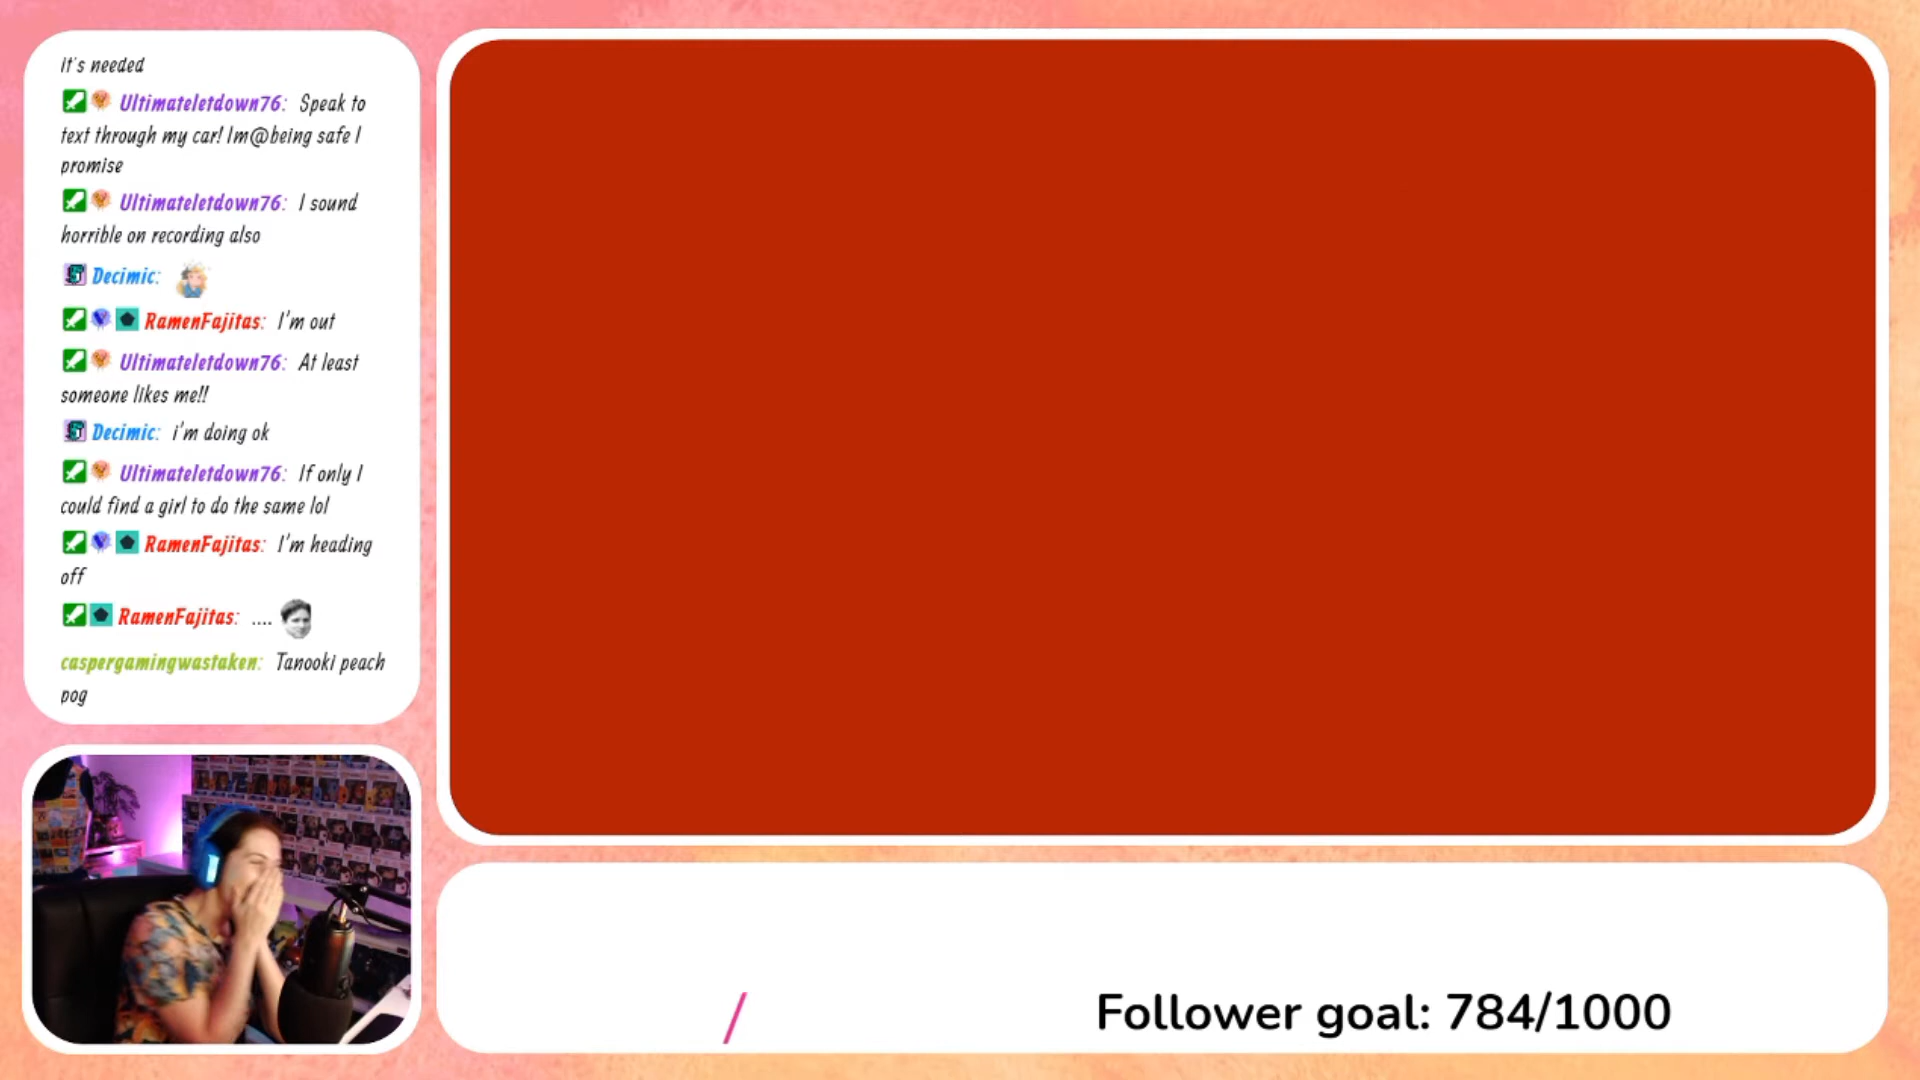 it's needed
Ultimateletdown76: Speak to
text through my car! Im@being safe I
promise
Ultimateletdown76: I sound
horrible on recording also
Decimic:
RamenFajitas: I'm out
Ultimateletdown76: At least
someone likes me!!
Decimic: i'm doing ok
Ultimateletdown76: If only I
could find a girl to do the same lol
RamenFajitas: I'm heading
off
RamenFajitas: ....
caspergamingwastaken: Tanooki peach
pog
/
Follower goal: 784/1000